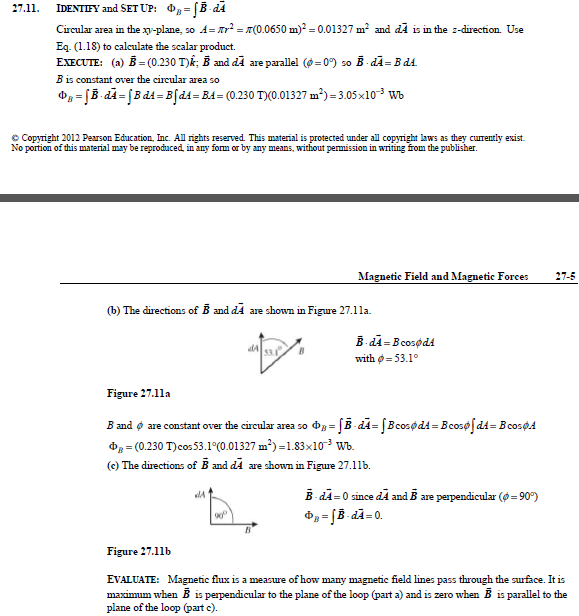 27.11. IDENTIFY and SET UP: Φ_B = ∫B⃗ · dA⃗
Circular area in the xy-plane, so A = πr² = π(0.0650 m)² = 0.01327 m² and dA⃗ is in the z-direction. Use
Eq. (1.18) to calculate the scalar product.
EXECUTE: (a) B⃗ = (0.230 T)k̂; B⃗ and dA⃗ are parallel (ϕ = 0°) so B⃗ · dA⃗ = B dA.
B is constant over the circular area so
Φ_B = ∫B⃗ · dA⃗ = ∫B dA = B∫dA = BA = (0.230 T)(0.01327 m²) = 3.05×10⁻³ Wb
© Copyright 2012 Pearson Education, Inc. All rights reserved. This material is protected under all copyright laws as they currently exist.
No portion of this material may be reproduced, in any form or by any means, without permission in writing from the publisher.
Magnetic Field and Magnetic Forces 27-5
(b) The directions of B⃗ and dA⃗ are shown in Figure 27.11a.
dA 53.1° B
B⃗ · dA⃗ = B cosϕ dA
with ϕ = 53.1°
Figure 27.11a
B and ϕ are constant over the circular area so Φ_B = ∫B⃗ · dA⃗ = ∫B cosϕ dA = B cosϕ∫dA = B cosϕ A
Φ_B = (0.230 T)cos53.1°(0.01327 m²) = 1.83×10⁻³ Wb.
(c) The directions of B⃗ and dA⃗ are shown in Figure 27.11b.
dA 90° B
B⃗ · dA⃗ = 0 since dA⃗ and B⃗ are perpendicular (ϕ = 90°)
Φ_B = ∫B⃗ · dA⃗ = 0.
Figure 27.11b
EVALUATE: Magnetic flux is a measure of how many magnetic field lines pass through the surface. It is
maximum when B⃗ is perpendicular to the plane of the loop (part a) and is zero when B⃗ is parallel to the
plane of the loop (part c).